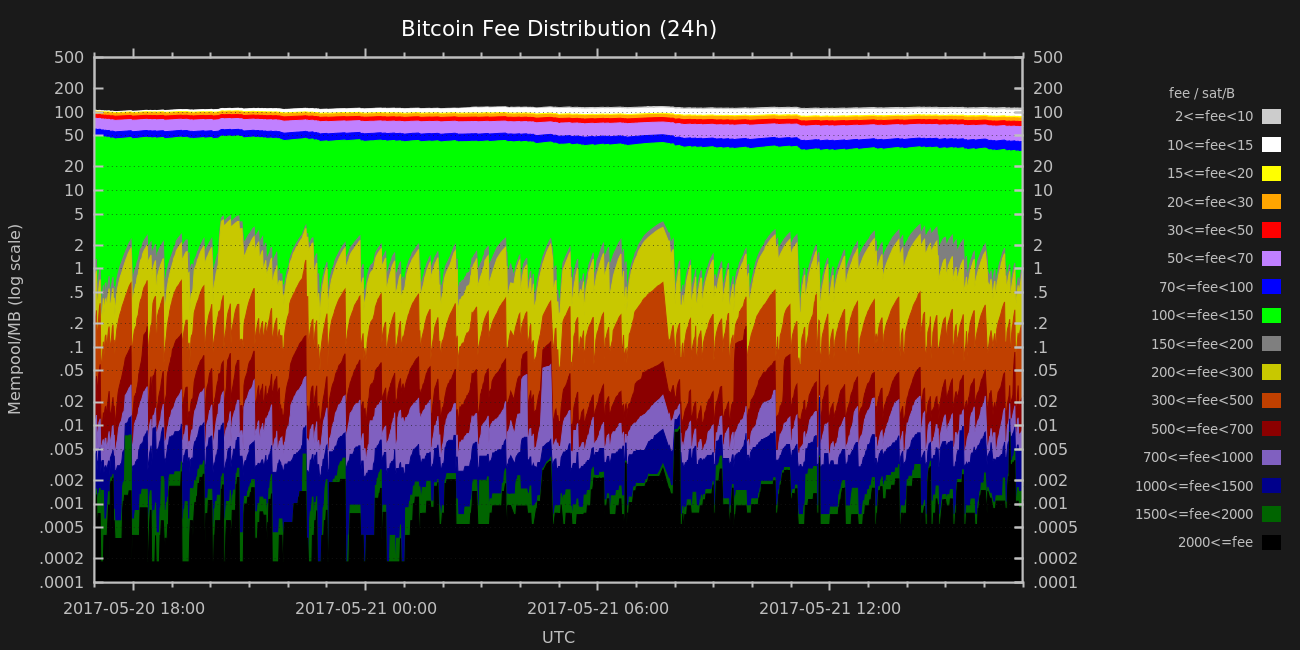 Bitcoin Fee Distribution (24h)
500 500
200 200
100 100
50 50
20 20
10 10
5 5
2 2
1 1
.5 .5
.2 .2
.1 .1
.05 .05
.02 .02
.01 .01
.005 .005
.002 .002
.001 .001
.0005 .0005
.0002 .0002
.0001 .0001
Mempool/MB (log scale)
2017-05-20 18:00 2017-05-21 00:00 2017-05-21 06:00 2017-05-21 12:00
UTC
fee / sat/B
2<=fee<10
10<=fee<15
15<=fee<20
20<=fee<30
30<=fee<50
50<=fee<70
70<=fee<100
100<=fee<150
150<=fee<200
200<=fee<300
300<=fee<500
500<=fee<700
700<=fee<1000
1000<=fee<1500
1500<=fee<2000
2000<=fee